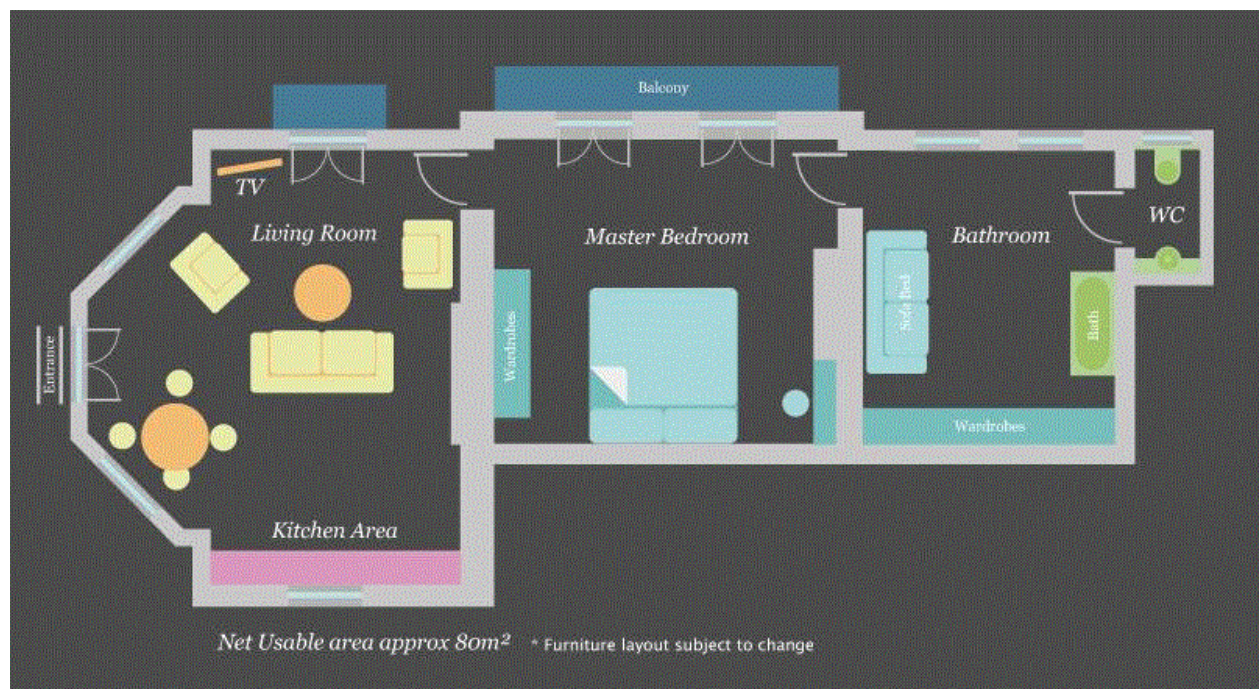 Balcony
TV
Living Room
Master Bedroom
Bathroom
WC
Entrance
Wardrobes
Sofa Bed
Bath
Wardrobes
Kitchen Area
Net Usable area approx 80m²
* Furniture layout subject to change